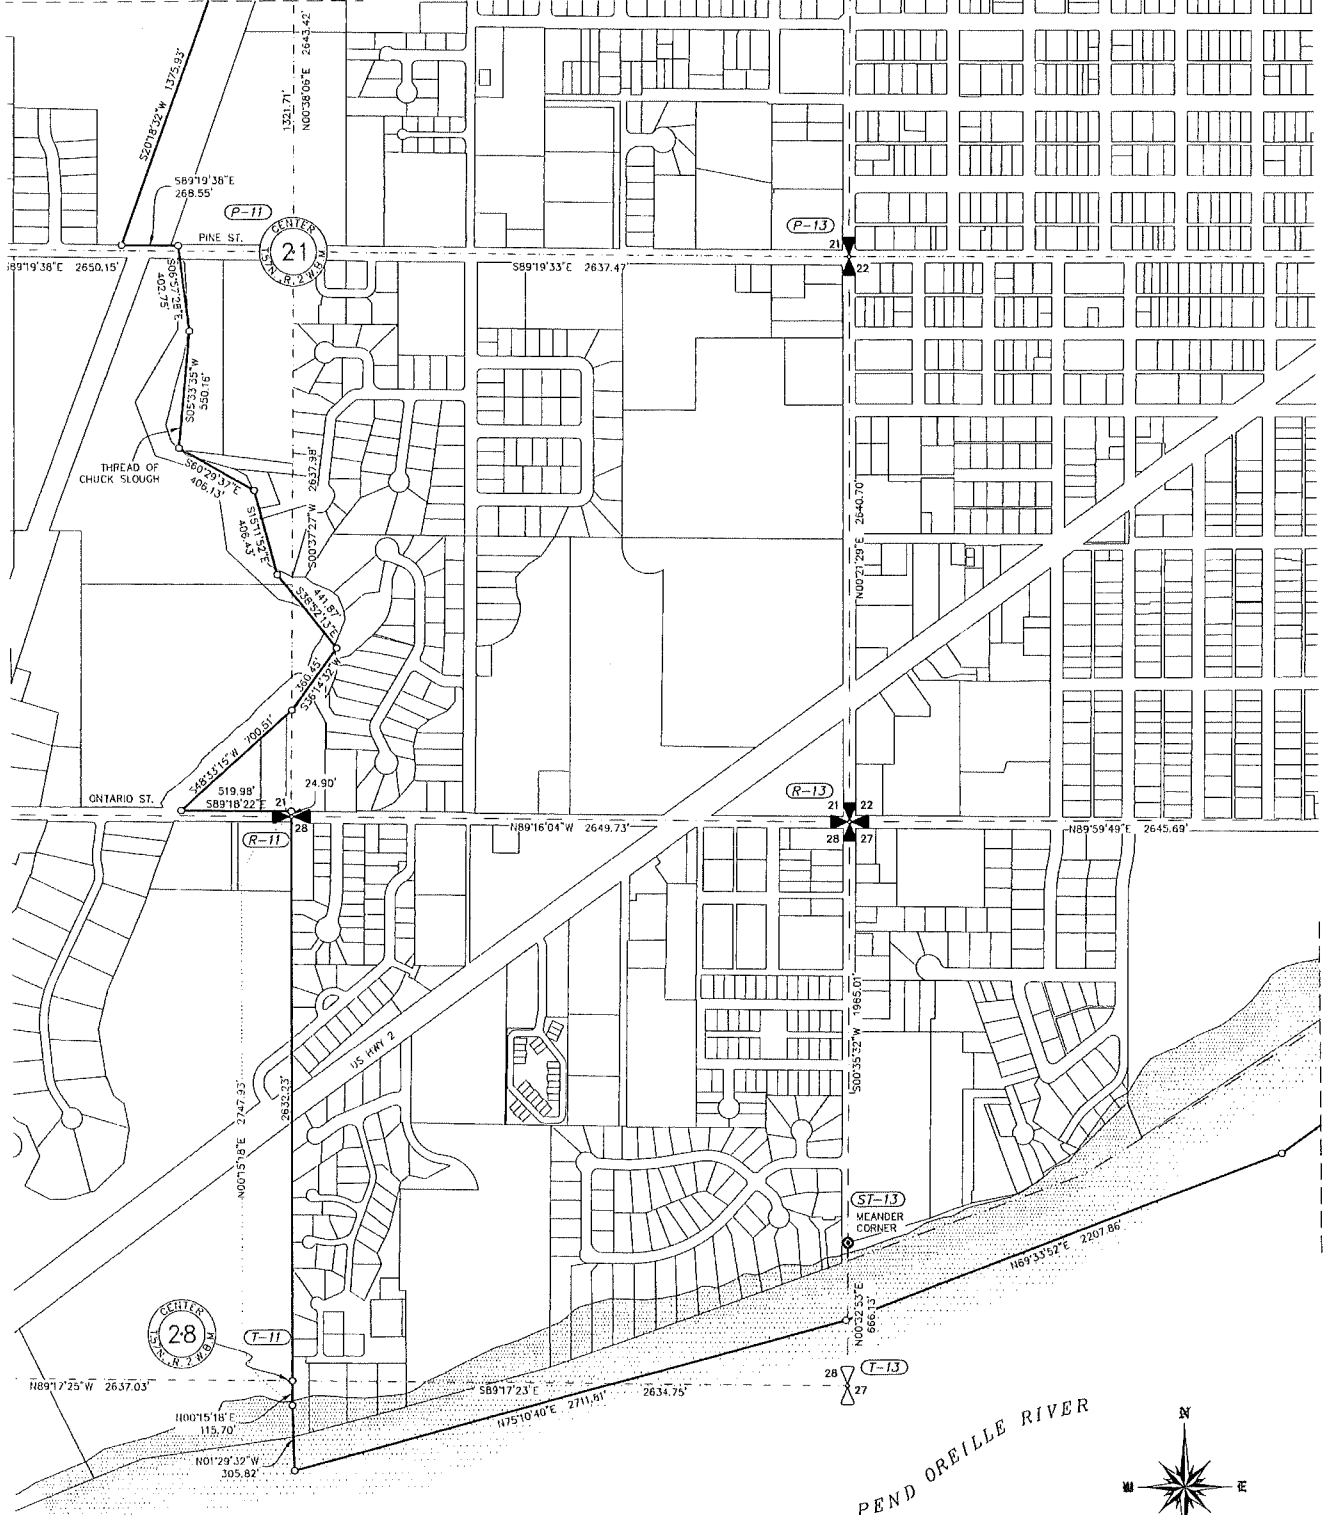 S20°18'32"W 1375.93'
1321.71'
N00°38'06"E 2643.42'
S89°19'38"E
268.55'
P-11
PINE ST.
CENTER
21
T.57N., R.2 W.B.M.
P-13
21
22
S89°19'38"E 2650.15'
S89°19'33"E 2637.47'
S06°57'28"E
402.75'
S05°33'35"W
550.16'
THREAD OF
CHUCK SLOUGH
S60°29'37"E
406.13'
S00°37'27"W 2637.98'
S15°11'52"E
406.43'
441.87'
S38°52'13"E
360.45'
S36°14'32"W
N00°21'29"E 2640.70'
S48°33'15"W 700.51'
519.98'
S89°18'22"E
24.90'
ONTARIO ST.
21
28
R-11
R-13
21
22
28
27
N89°16'04"W 2649.73'
N89°59'49"E 2645.69'
S00°35'32"W 1965.01'
US HWY 2
N00°15'18"E 2747.93'
2632.23'
ST-13
MEANDER
CORNER
N69°33'52"E 2207.86'
N00°32'53"E
666.13'
CENTER
28
T.57N., R.2 W.B.M.
T-11
T-13
28
27
N89°17'25"W 2637.03'
S89°17'23"E 2634.75'
N75°10'40"E 2711.81'
N00°15'18"E
115.70'
N01°29'32"W
305.82'
PEND OREILLE RIVER
N
W
E